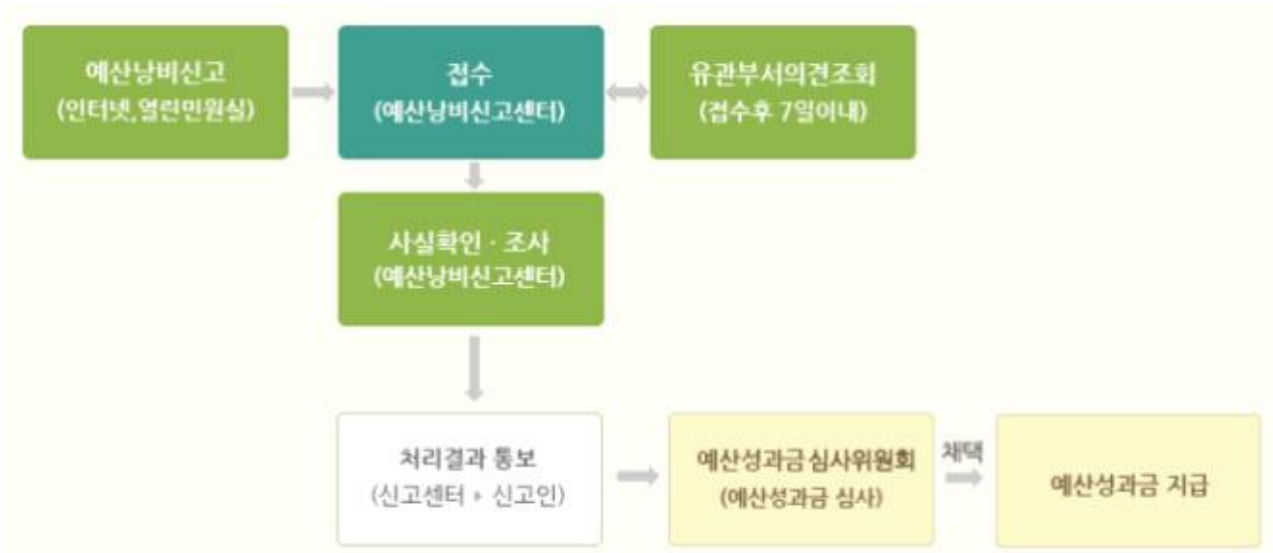 예산낭비신고
(인터넷,열린민원실)
접수
(예산낭비신고센터)
유관부서의견조회
(접수후 7일이내)
사실확인 · 조사
(예산낭비신고센터)
처리결과 통보
(신고센터 ▸ 신고인)
예산성과금 심사위원회
(예산성과금 심사)
채택
예산성과금 지급